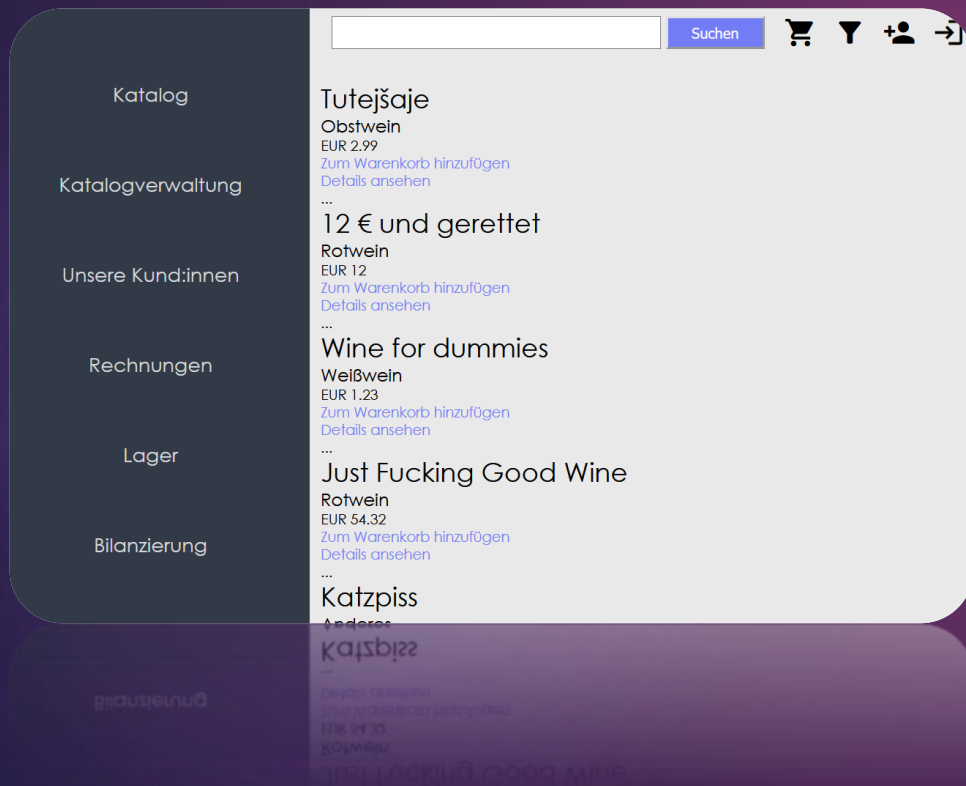 Suchen
Katalog
Katalogverwaltung
Unsere Kund:innen
Rechnungen
Lager
Bilanzierung
Tutejšaje
Obstwein
EUR 2.99
Zum Warenkorb hinzufügen
Details ansehen
...
12 € und gerettet
Rotwein
EUR 12
Zum Warenkorb hinzufügen
Details ansehen
...
Wine for dummies
Weißwein
EUR 1.23
Zum Warenkorb hinzufügen
Details ansehen
...
Just Fucking Good Wine
Rotwein
EUR 54.32
Zum Warenkorb hinzufügen
Details ansehen
...
Katzpiss
Anderes